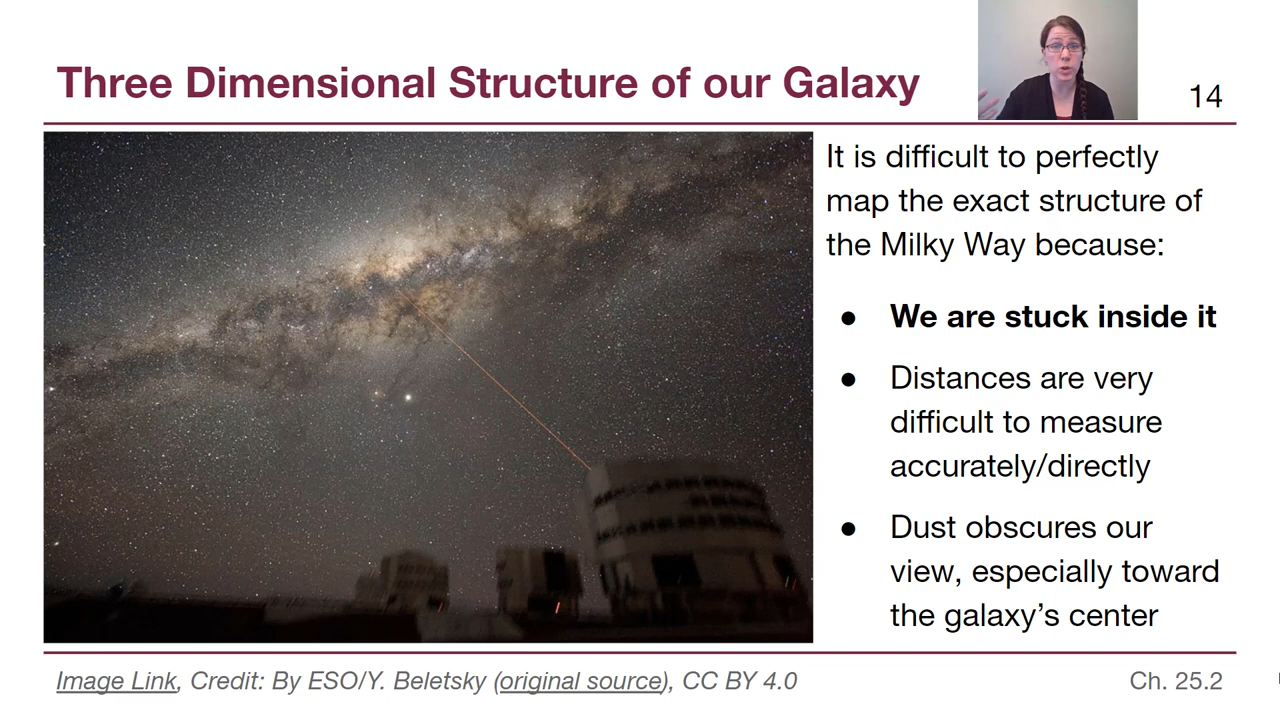 Three Dimensional Structure of our Galaxy
14
It is difficult to perfectly
map the exact structure of
the Milky Way because:
● We are stuck inside it
● Distances are very
difficult to measure
accurately/directly
● Dust obscures our
view, especially toward
the galaxy's center
Image Link, Credit: By ESO/Y. Beletsky (original source), CC BY 4.0
Ch. 25.2